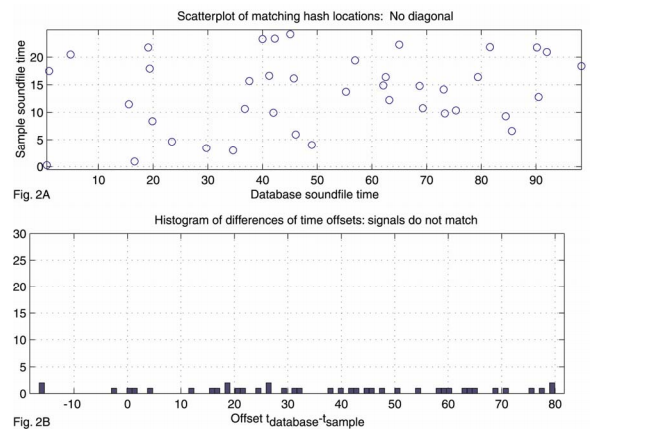 Scatterplot of matching hash locations: No diagonal
Sample soundfile time
20
15
10
5
0
10 20 30 40 50 60 70 80 90
Fig. 2A
Database soundfile time
Histogram of differences of time offsets: signals do not match
30
25
20
15
10
5
0
-10 0 10 20 30 40 50 60 70 80
Fig. 2B
Offset tdatabase-tsample